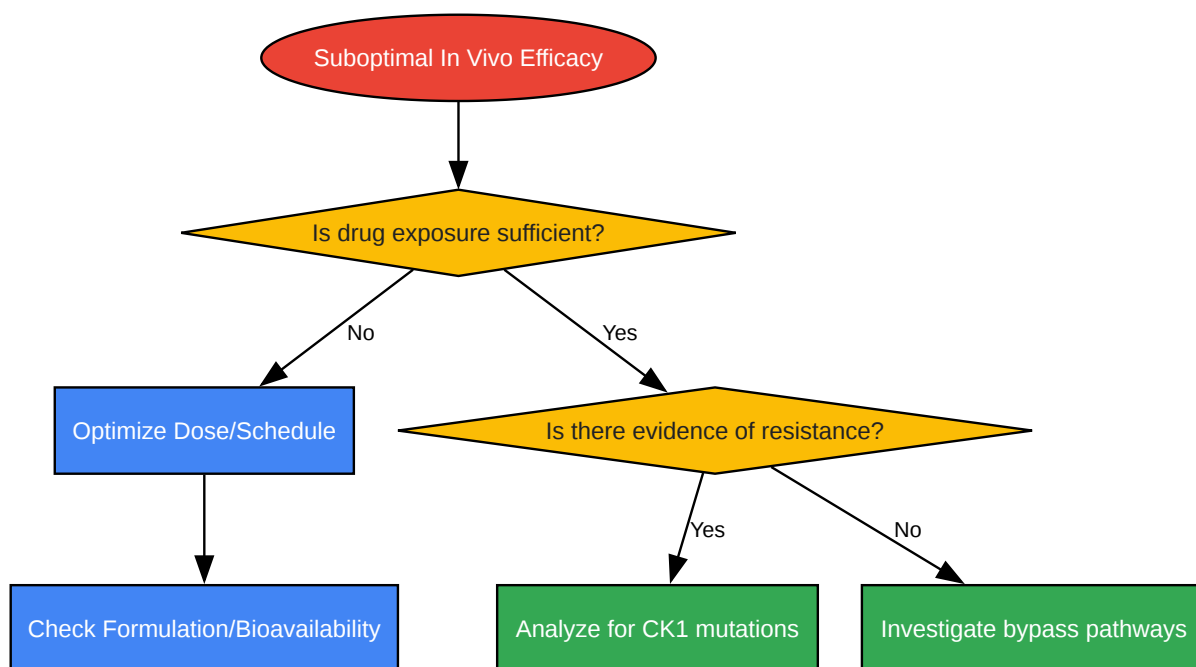 Suboptimal In Vivo Efficacy
Is drug exposure sufficient?
No
Yes
Optimize Dose/Schedule
Is there evidence of resistance?
Yes
No
Check Formulation/Bioavailability
Analyze for CK1 mutations
Investigate bypass pathways